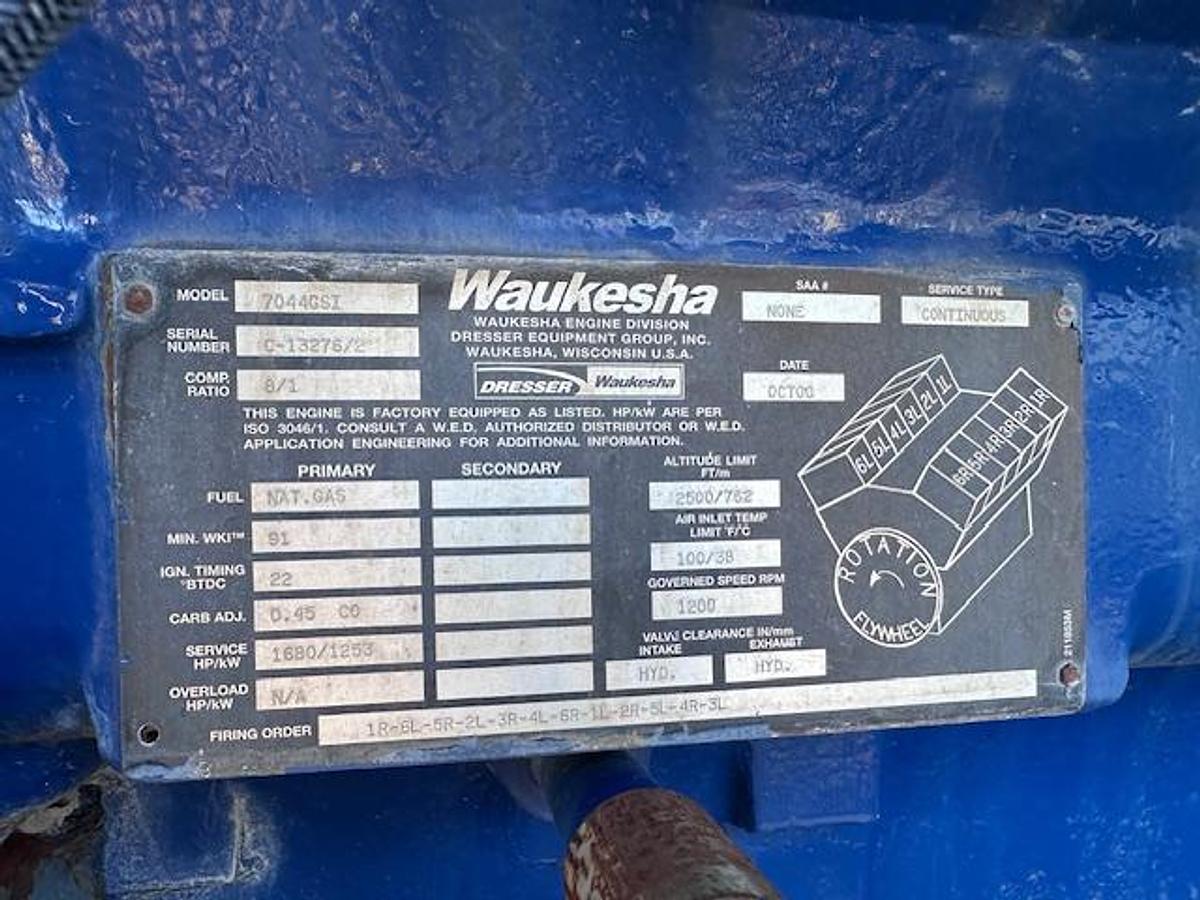 Waukesha
WAUKESHA ENGINE DIVISION
DRESSER EQUIPMENT GROUP, INC.
WAUKESHA, WISCONSIN U.S.A.
DRESSER Waukesha
MODEL 7044GSI
SERIAL NUMBER C-13276/2
COMP. RATIO 8/1
SAA # NONE
SERVICE TYPE CONTINUOUS
DATE OCT00
THIS ENGINE IS FACTORY EQUIPPED AS LISTED. HP/kW ARE PER
ISO 3046/1. CONSULT A W.E.D. AUTHORIZED DISTRIBUTOR OR W.E.D.
APPLICATION ENGINEERING FOR ADDITIONAL INFORMATION.
PRIMARY SECONDARY
FUEL NAT.GAS
MIN. WKI™ 91
IGN. TIMING °BTDC 22
CARB ADJ. 0.45 CO
SERVICE HP/kW 1680/1253
OVERLOAD HP/kW N/A
ALTITUDE LIMIT FT/m
2500/762
AIR INLET TEMP LIMIT °F/°C
100/38
GOVERNED SPEED RPM
1200
VALVE CLEARANCE IN/mm
INTAKE EXHAUST
HYD. HYD.
FIRING ORDER 1R-6L-5R-2L-3R-4L-6R-1L-2R-5L-4R-3L
6L 5L 4L 3L 2L 1L
6R 5R 4R 3R 2R 1R
ROTATION
FLYWHEEL